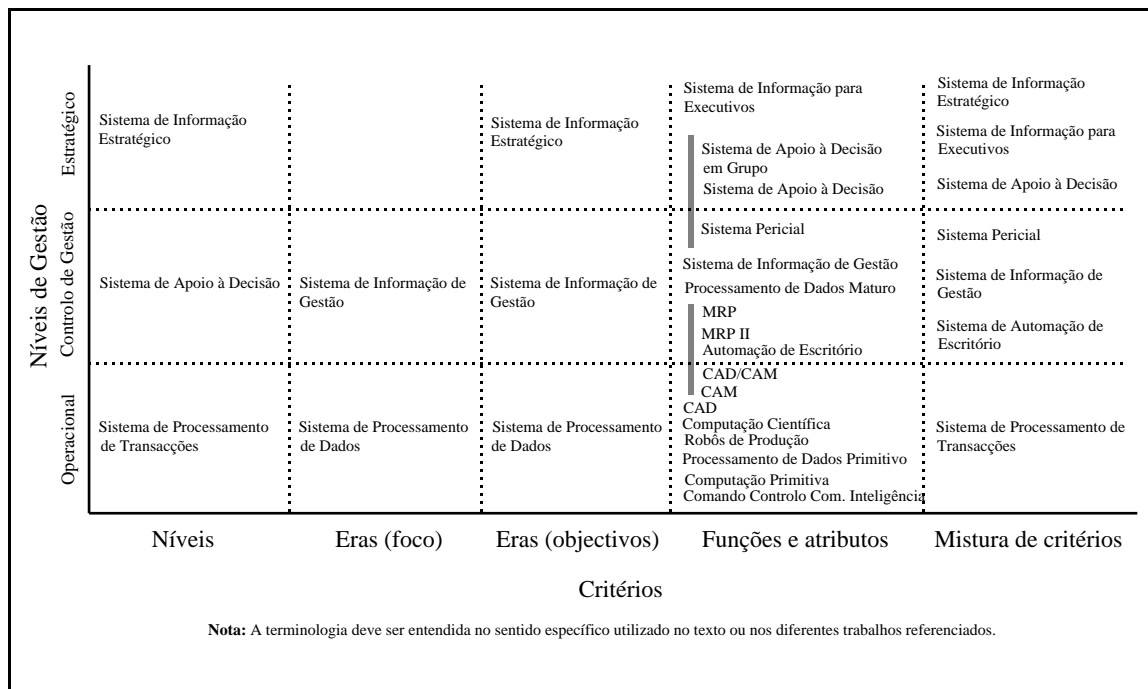 Níveis de Gestão
Estratégico
Sistema de Informação
Estratégico
Sistema de Informação
Estratégico
Sistema de Informação para
Executivos
Sistema de Apoio à Decisão
em Grupo
Sistema de Apoio à Decisão
Sistema de Informação
Estratégico
Sistema de Informação para
Executivos
Sistema de Apoio à Decisão
Controlo de Gestão
Sistema de Apoio à Decisão
Sistema de Informação de
Gestão
Sistema de Informação de
Gestão
Sistema Pericial
Sistema de Informação de Gestão
Processamento de Dados Maturo
MRP
MRP II
Automação de Escritório
Sistema Pericial
Sistema de Informação de
Gestão
Sistema de Automação de
Escritório
Operacional
Sistema de Processamento
de Transacções
Sistema de Processamento
de Dados
Sistema de Processamento
de Dados
CAD/CAM
CAM
CAD
Computação Científica
Robôs de Produção
Processamento de Dados Primitivo
Computação Primitiva
Comando Controlo Com. Inteligência
Sistema de Processamento de
Transacções
Níveis
Eras (foco)
Eras (objectivos)
Funções e atributos
Mistura de critérios
Critérios
Nota: A terminologia deve ser entendida no sentido específico utilizado no texto ou nos diferentes trabalhos referenciados.